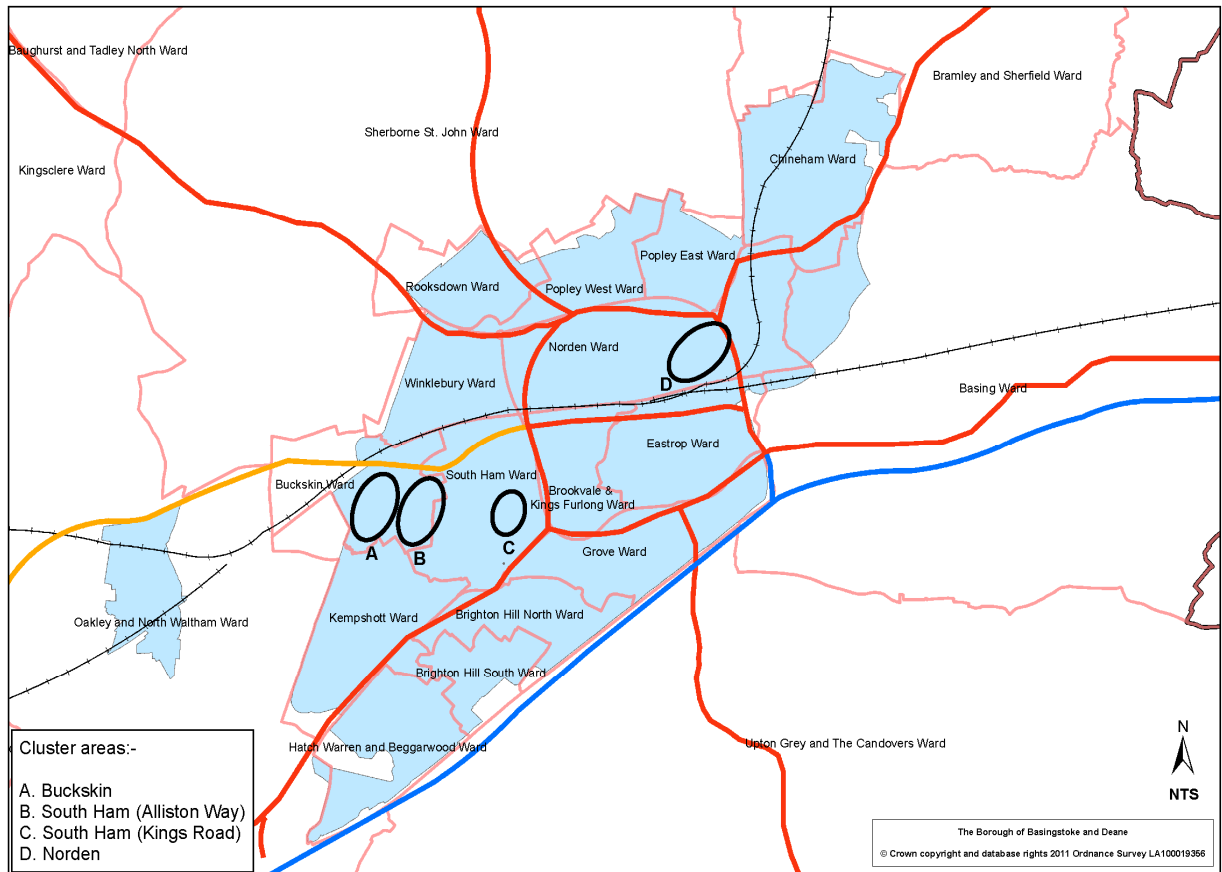 Baughurst and Tadley North Ward
Bramley and Sherfield Ward
Sherborne St. John Ward
Chineham Ward
Kingsclere Ward
Popley East Ward
Rooksdown Ward
Popley West Ward
Norden Ward
Winklebury Ward
D
Basing Ward
Eastrop Ward
South Ham Ward
Buckskin Ward
Brookvale &
Kings Furlong Ward
A
B
C
Grove Ward
Kempshott Ward
Brighton Hill North Ward
Oakley and North Waltham Ward
Brighton Hill South Ward
Hatch Warren and Beggarwood Ward
Upton Grey and The Candovers Ward
Cluster areas:-
A. Buckskin
B. South Ham (Alliston Way)
C. South Ham (Kings Road)
D. Norden
N
NTS
The Borough of Basingstoke and Deane
© Crown copyright and database rights 2011 Ordnance Survey LA100019356